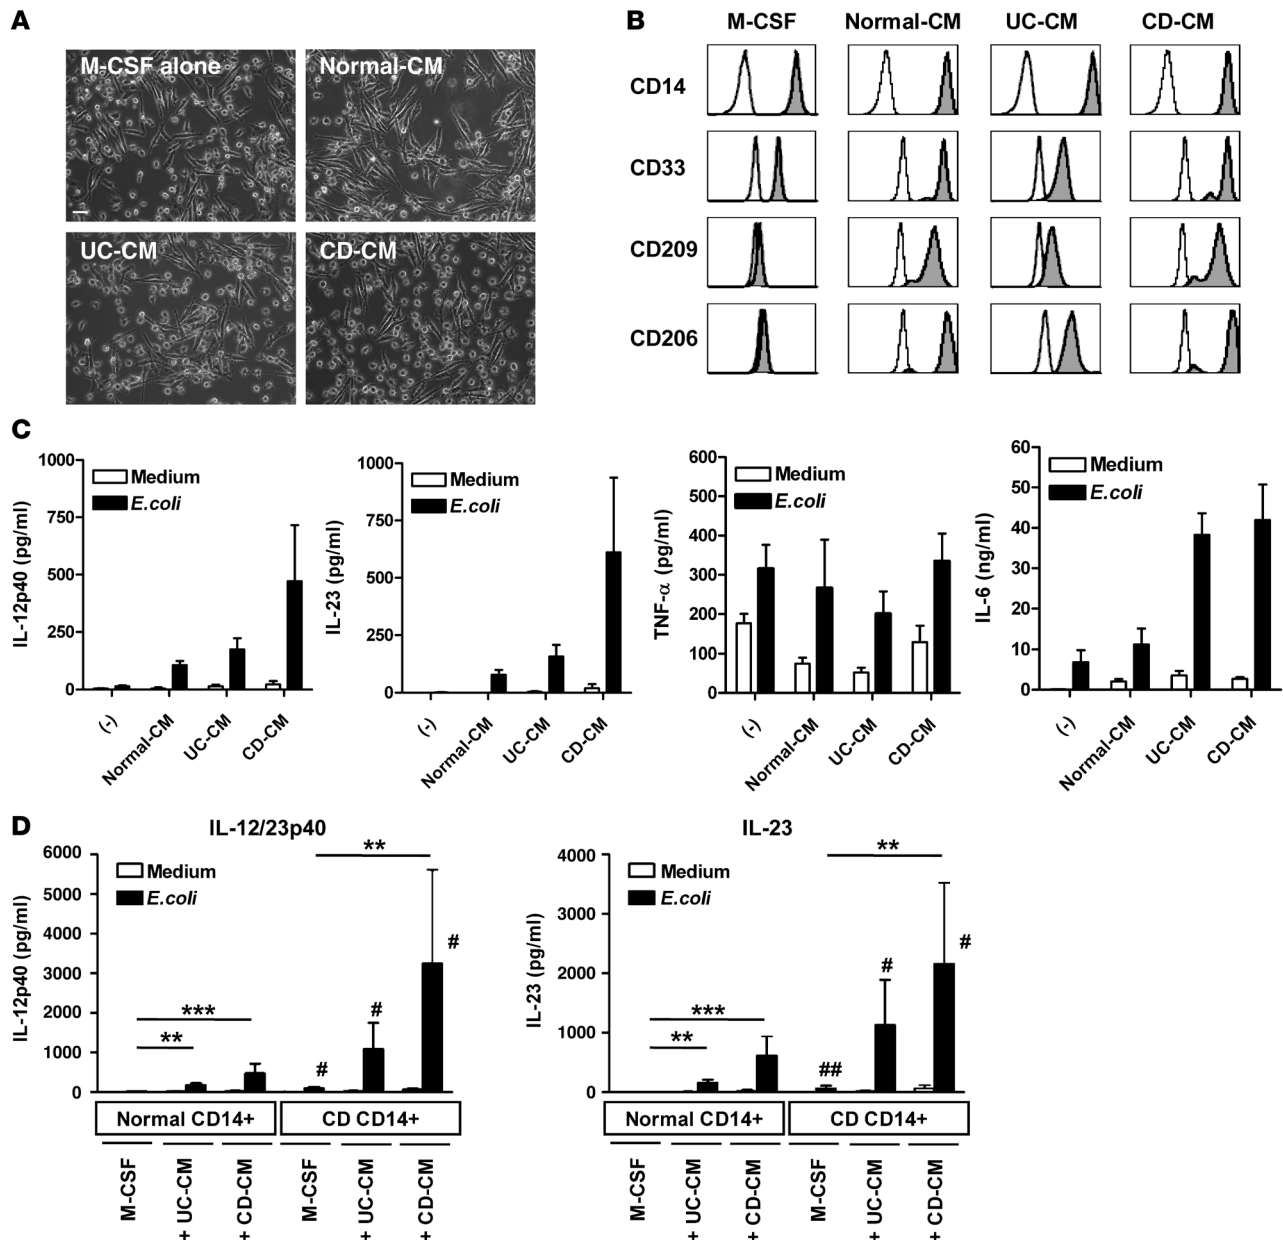 A
M-CSF alone
Normal-CM
UC-CM
CD-CM
B
M-CSF Normal-CM UC-CM CD-CM
CD14
CD33
CD209
CD206
C
IL-12p40 (pg/ml)
1000
750
500
250
0
Medium
E.coli
(-) Normal-CM UC-CM CD-CM
IL-23 (pg/ml)
1000
750
500
250
0
Medium
E.coli
(-) Normal-CM UC-CM CD-CM
TNF-α (pg/ml)
600
500
400
300
200
100
0
Medium
E.coli
(-) Normal-CM UC-CM CD-CM
IL-6 (ng/ml)
60
50
40
30
20
10
0
Medium
E.coli
(-) Normal-CM UC-CM CD-CM
D
IL-12/23p40
IL-12p40 (pg/ml)
6000
5000
4000
3000
2000
1000
0
Medium
E.coli
**
#
***
#
**
#
Normal CD14+ CD CD14+
M-CSF + UC-CM + CD-CM M-CSF + UC-CM + CD-CM
IL-23
IL-23 (pg/ml)
4000
3000
2000
1000
0
Medium
E.coli
**
#
#
***
**
##
Normal CD14+ CD CD14+
M-CSF + UC-CM + CD-CM M-CSF + UC-CM + CD-CM